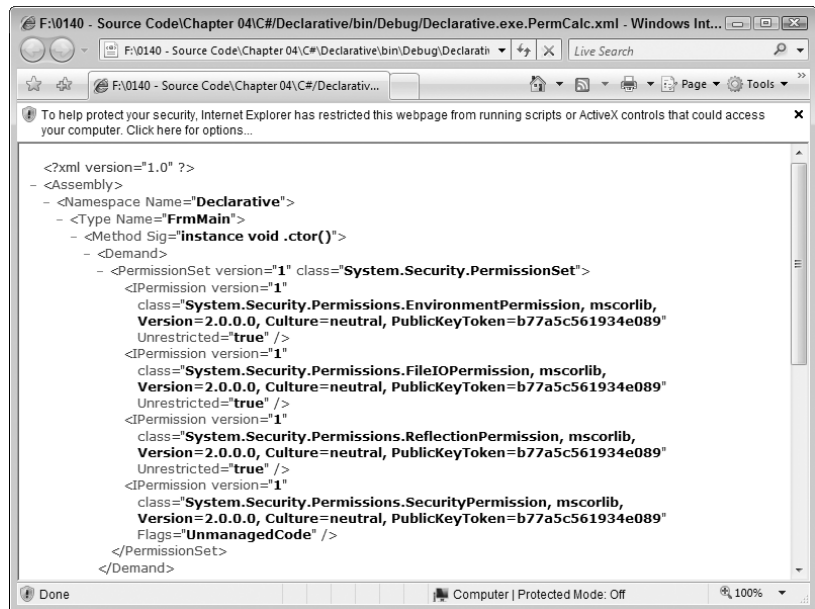 F:\0140 - Source Code\Chapter 04\C#/Declarative/bin/Debug/Declarative.exe.PermCalc.xml - Windows Int...
F:\0140 - Source Code\Chapter 04\C#\Declarative\bin\Debug\Declarati
Live Search
F:\0140 - Source Code\Chapter 04\C#/Declarativ...
Page
Tools
»
To help protect your security, Internet Explorer has restricted this webpage from running scripts or ActiveX controls that could access
your computer. Click here for options...
<?xml version="1.0" ?>
- <Assembly>
- <Namespace Name="Declarative">
- <Type Name="FrmMain">
- <Method Sig="instance void .ctor()">
- <Demand>
- <PermissionSet version="1" class="System.Security.PermissionSet">
<IPermission version="1"
class="System.Security.Permissions.EnvironmentPermission, mscorlib,
Version=2.0.0.0, Culture=neutral, PublicKeyToken=b77a5c561934e089"
Unrestricted="true" />
<IPermission version="1"
class="System.Security.Permissions.FileIOPermission, mscorlib,
Version=2.0.0.0, Culture=neutral, PublicKeyToken=b77a5c561934e089"
Unrestricted="true" />
<IPermission version="1"
class="System.Security.Permissions.ReflectionPermission, mscorlib,
Version=2.0.0.0, Culture=neutral, PublicKeyToken=b77a5c561934e089"
Unrestricted="true" />
<IPermission version="1"
class="System.Security.Permissions.SecurityPermission, mscorlib,
Version=2.0.0.0, Culture=neutral, PublicKeyToken=b77a5c561934e089"
Flags="UnmanagedCode" />
</PermissionSet>
</Demand>
Done
Computer | Protected Mode: Off
100%